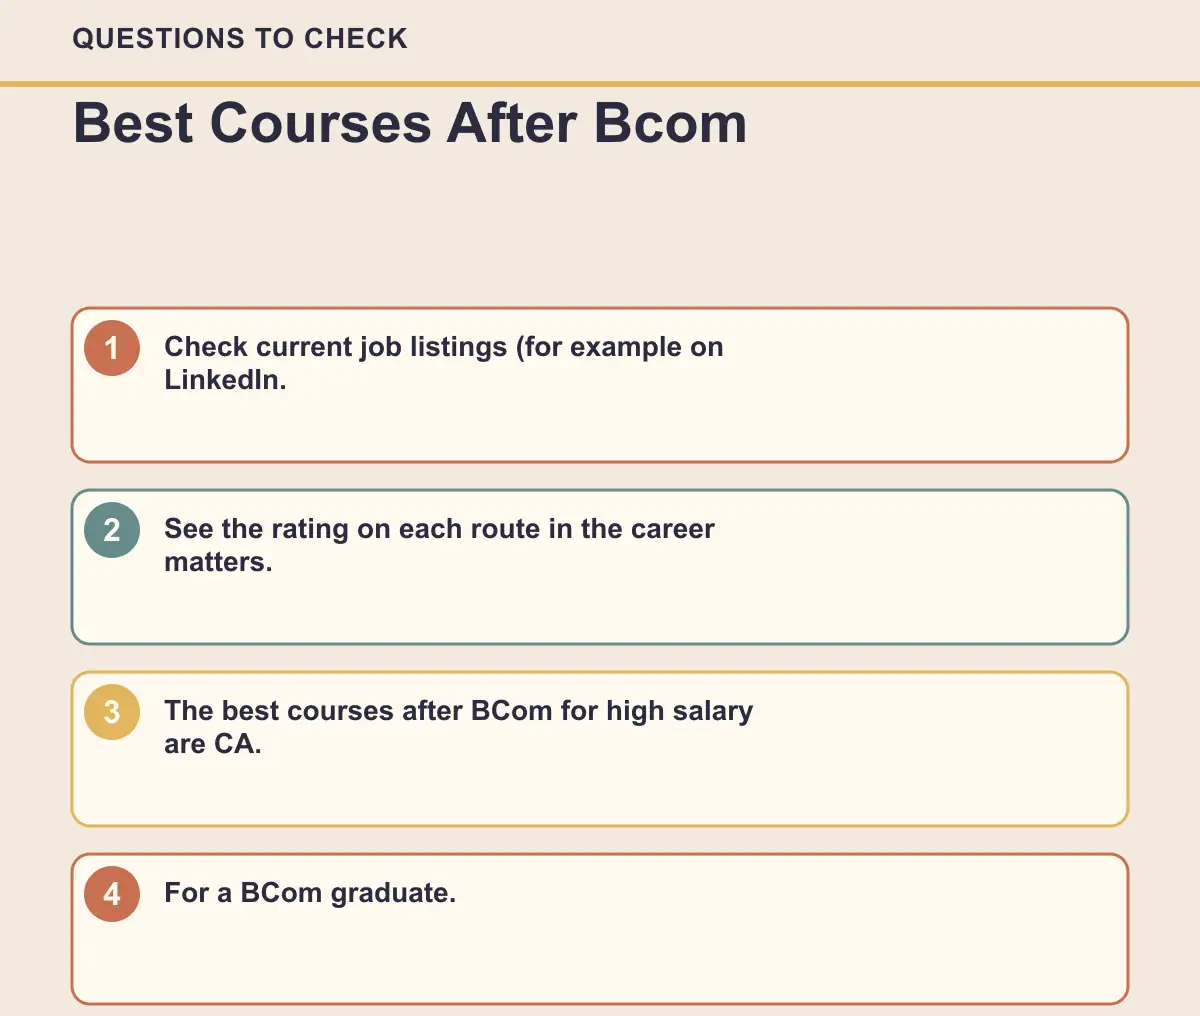 QUESTIONS TO CHECK
Best Courses After Bcom
1
Check current job listings (for example on
LinkedIn.
2
See the rating on each route in the career
matters.
3
The best courses after BCom for high salary
are CA.
4
For a BCom graduate.